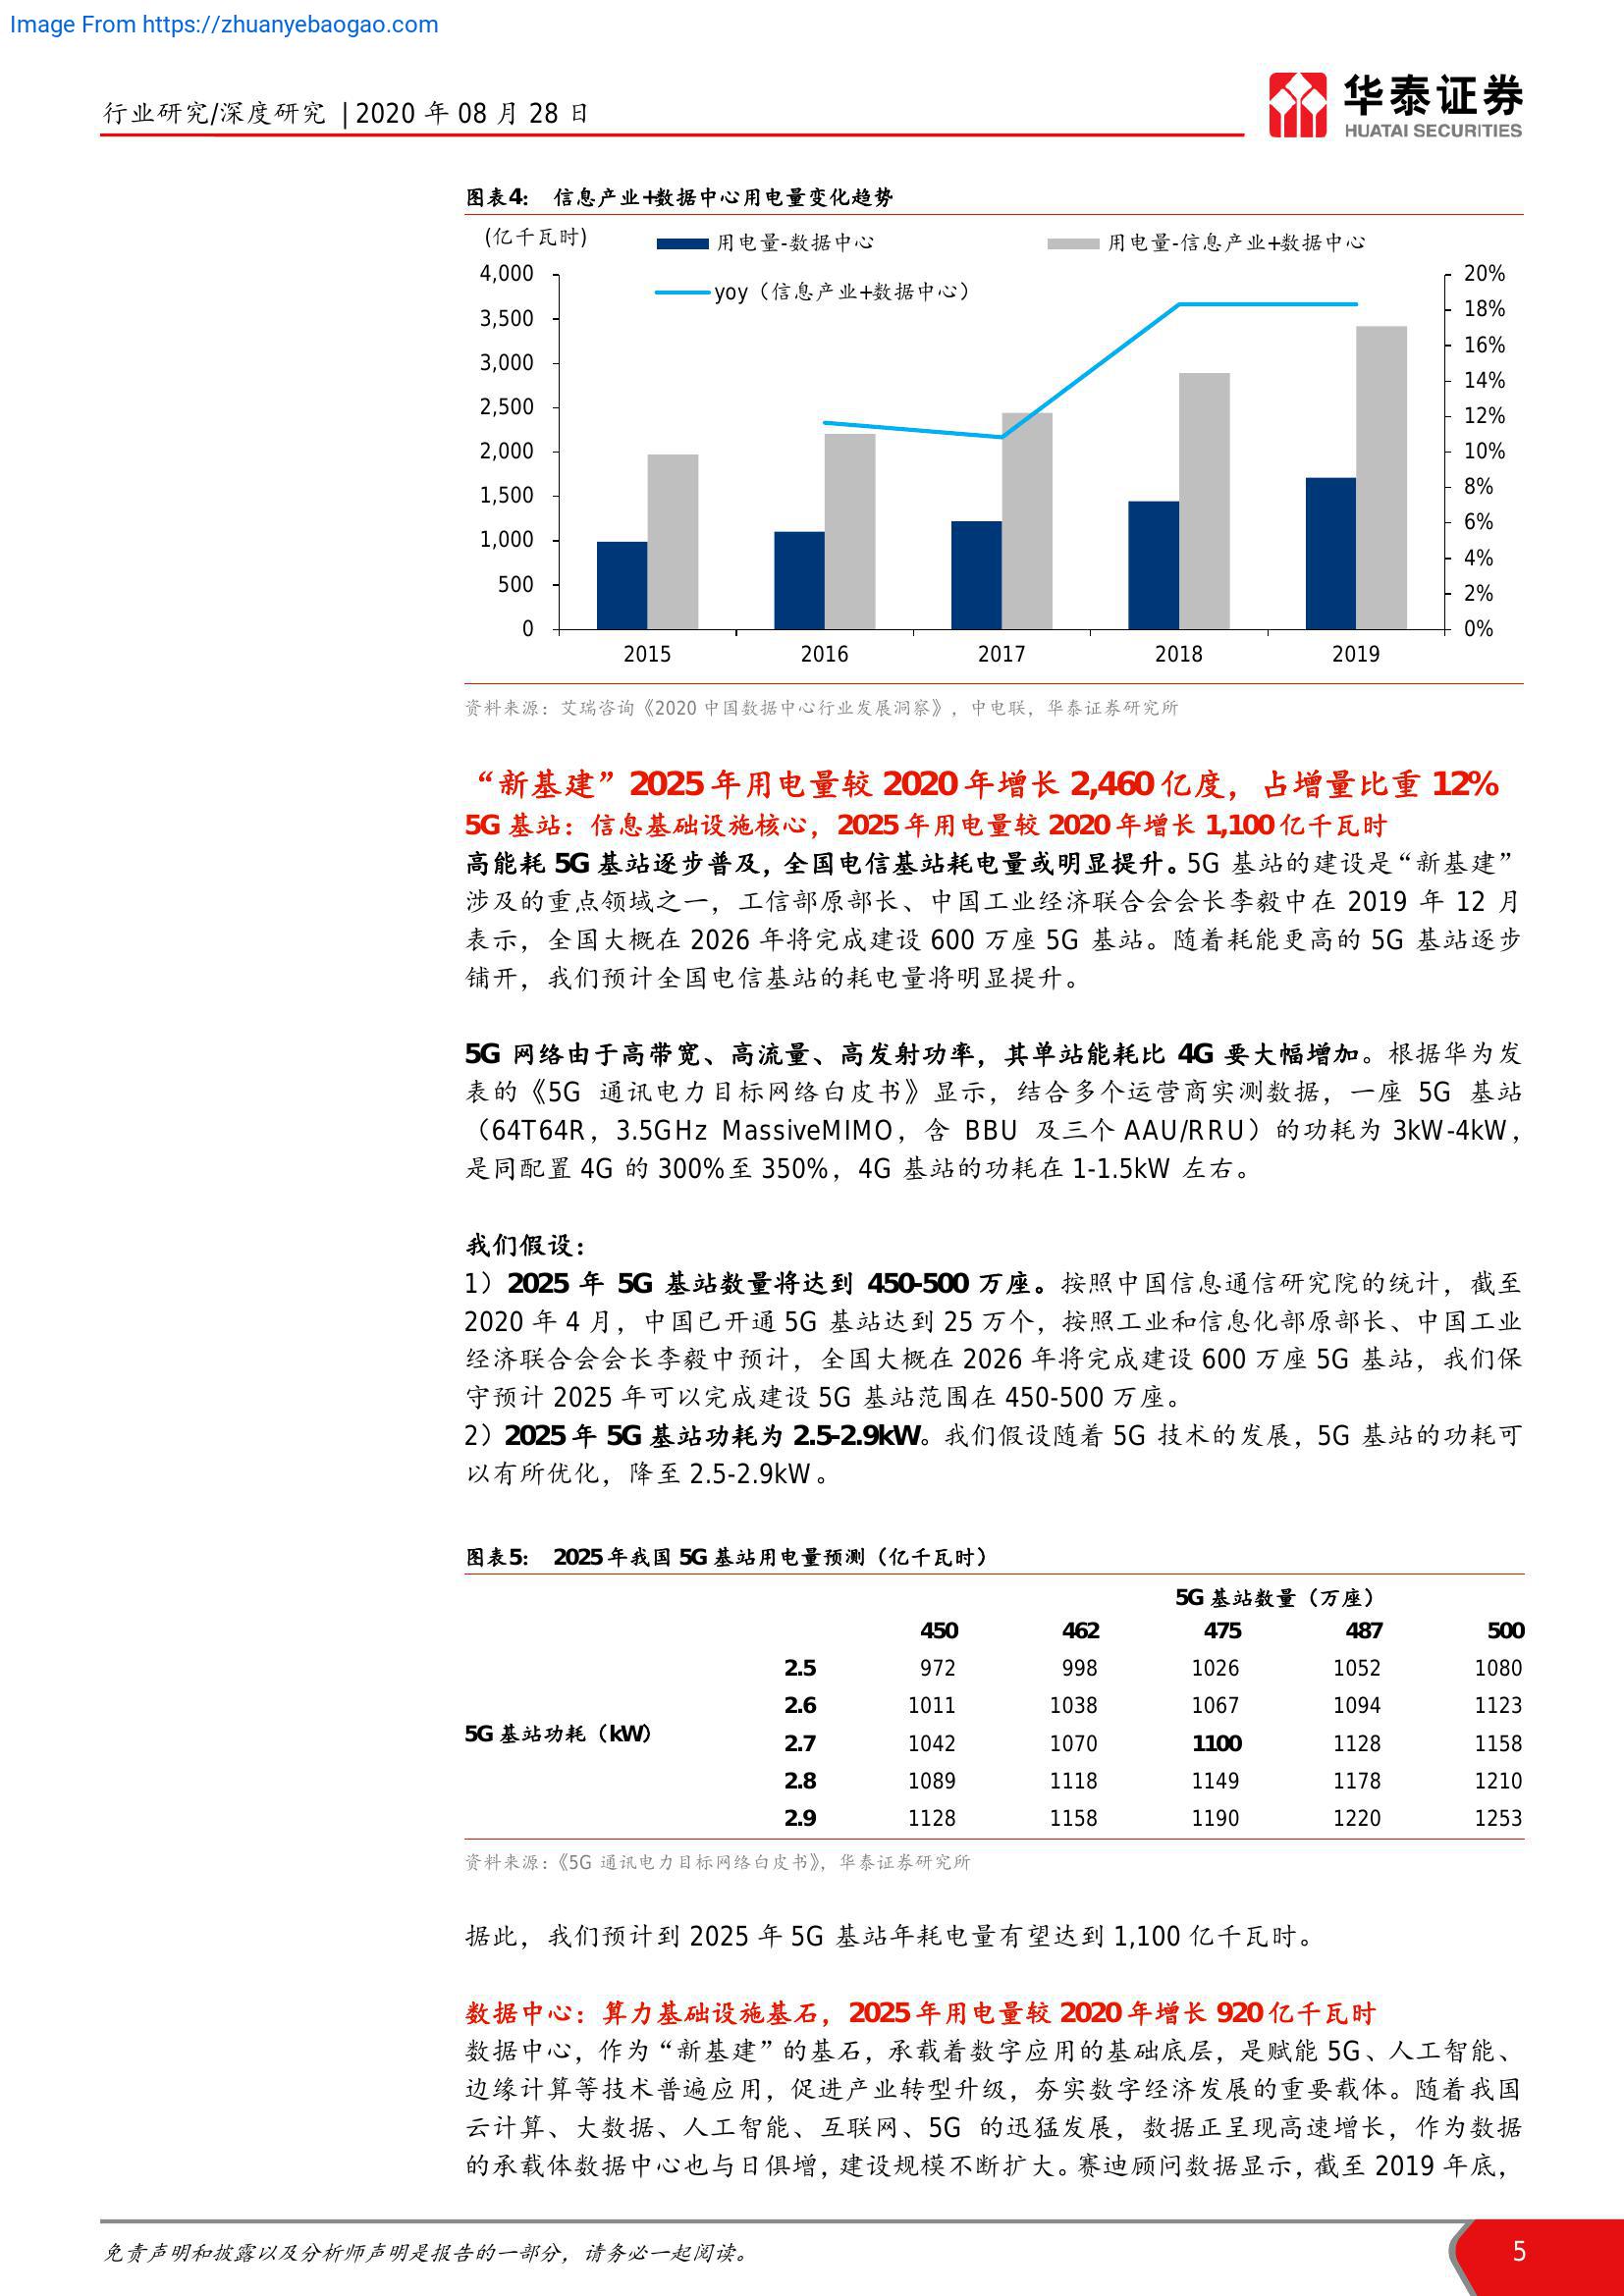 Image From https://zhuanyebaogao.com
行业研究/深度研究 | 2020 年 08 月 28 日
华泰证券
HUATAI SECURITIES
图表4： 信息产业+数据中心用电量变化趋势
(亿千瓦时)
用电量-数据中心
用电量-信息产业+数据中心
yoy（信息产业+数据中心）
4,000
3,500
3,000
2,500
2,000
1,500
1,000
500
0
20%
18%
16%
14%
12%
10%
8%
6%
4%
2%
0%
2015 2016 2017 2018 2019
资料来源：艾瑞咨询《2020 中国数据中心行业发展洞察》，中电联，华泰证券研究所
“新基建”2025 年用电量较 2020 年增长 2,460 亿度，占增量比重 12%
5G 基站：信息基础设施核心，2025 年用电量较 2020 年增长 1,100 亿千瓦时
高能耗 5G 基站逐步普及，全国电信基站耗电量或明显提升。5G 基站的建设是“新基建”
涉及的重点领域之一，工信部原部长、中国工业经济联合会会长李毅中在 2019 年 12 月
表示，全国大概在 2026 年将完成建设 600 万座 5G 基站。随着耗能更高的 5G 基站逐步
铺开，我们预计全国电信基站的耗电量将明显提升。
5G 网络由于高带宽、高流量、高发射功率，其单站能耗比 4G 要大幅增加。根据华为发
表的《5G 通讯电力目标网络白皮书》显示，结合多个运营商实测数据，一座 5G 基站
（64T64R，3.5GHz MassiveMIMO，含 BBU 及三个 AAU/RRU）的功耗为 3kW-4kW，
是同配置 4G 的 300%至 350%，4G 基站的功耗在 1-1.5kW 左右。
我们假设：
1）2025 年 5G 基站数量将达到 450-500 万座。按照中国信息通信研究院的统计，截至
2020 年 4 月，中国已开通 5G 基站达到 25 万个，按照工业和信息化部原部长、中国工业
经济联合会会长李毅中预计，全国大概在 2026 年将完成建设 600 万座 5G 基站，我们保
守预计 2025 年可以完成建设 5G 基站范围在 450-500 万座。
2）2025 年 5G 基站功耗为 2.5-2.9kW。我们假设随着 5G 技术的发展，5G 基站的功耗可
以有所优化，降至 2.5-2.9kW。
图表5： 2025 年我国 5G 基站用电量预测（亿千瓦时）
5G 基站数量（万座）
450 462 475 487 500
2.5 972 998 1026 1052 1080
2.6 1011 1038 1067 1094 1123
5G 基站功耗（kW）
2.7 1042 1070 1100 1128 1158
2.8 1089 1118 1149 1178 1210
2.9 1128 1158 1190 1220 1253
资料来源：《5G 通讯电力目标网络白皮书》，华泰证券研究所
据此，我们预计到 2025 年 5G 基站年耗电量有望达到 1,100 亿千瓦时。
数据中心：算力基础设施基石，2025 年用电量较 2020 年增长 920 亿千瓦时
数据中心，作为“新基建”的基石，承载着数字应用的基础底层，是赋能 5G、人工智能、
边缘计算等技术普遍应用，促进产业转型升级，夯实数字经济发展的重要载体。随着我国
云计算、大数据、人工智能、互联网、5G 的迅猛发展，数据正呈现高速增长，作为数据
的承载体数据中心也与日俱增，建设规模不断扩大。赛迪顾问数据显示，截至 2019 年底，
免责声明和披露以及分析师声明是报告的一部分，请务必一起阅读。
5